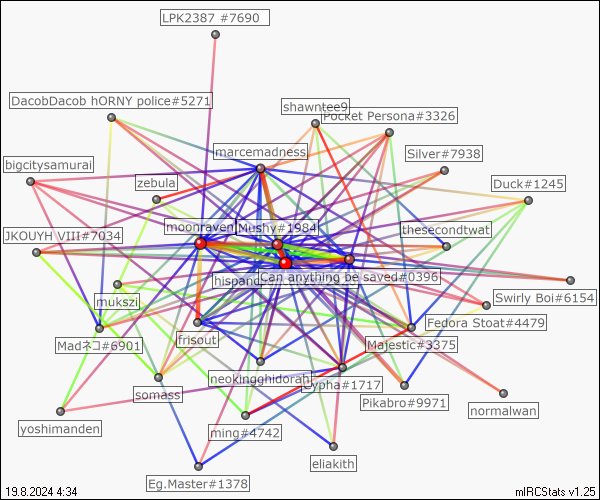 LPK2387 #7690
DacobDacob hORNY police#5271
shawntee9
Pocket Persona#3326
marcemadness
Silver#7938
bigcitysamurai
zebula
Duck#1245
moonraven
Mushy#1984
thesecondtwat
JKOUYH VIII#7034
Can anything be saved#0396
mukszi
Swirly Boi#6154
Fedora Stoat#4479
Madネコ#6901
frisout
Majestic#3375
neokingghidorah
Cypha#1717
somass
Pikabro#9971
normalwan
yoshimanden
ming#4742
eliakith
Eg.Master#1378
19.8.2024 4:34
mIRCStats v1.25